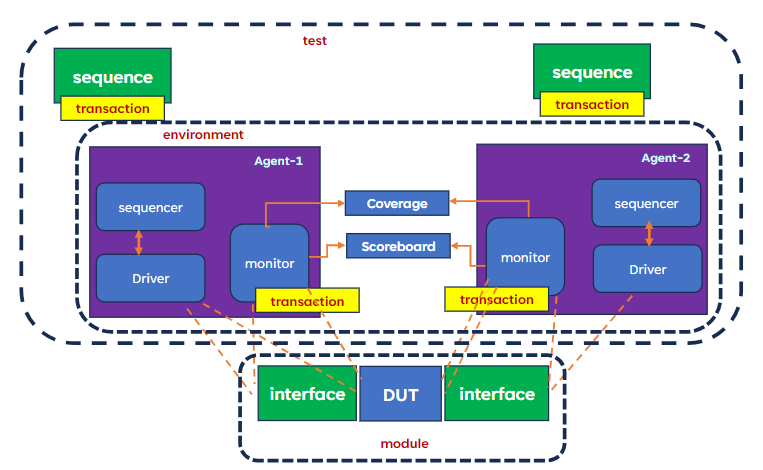 test
sequence
transaction
sequence
transaction
environment
Agent-1
Agent-2
sequencer
Driver
monitor
transaction
Coverage
Scoreboard
monitor
transaction
sequencer
Driver
interface
DUT
interface
module